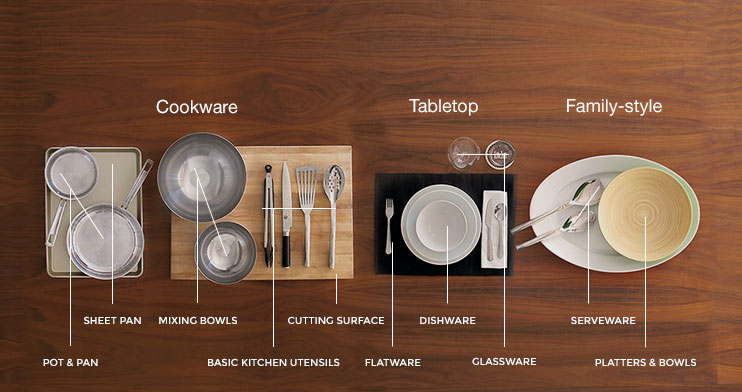 Cookware
Tabletop
Family-style
SHEET PAN
MIXING BOWLS
CUTTING SURFACE
DISHWARE
SERVEWARE
POT & PAN
BASIC KITCHEN UTENSILS
FLATWARE
GLASSWARE
PLATTERS & BOWLS